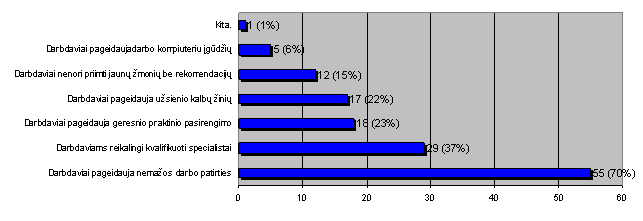 Kita. 1 (1%)
Darbdaviai pageidaujadarbo kompiuteriu įgūdžių 5 (6%)
Darbdaviai nenori priimti jaunų žmonių be rekomendacijų 12 (15%)
Darbdaviai pageidauja užsienio kalbų žinių 17 (22%)
Darbdaviai pageidauja geresnio praktinio pasirengimo 18 (23%)
Darbdaviams reikalingi kvalifikuoti specialistai 29 (37%)
Darbdaviai pageidauja nemažos darbo patirties 55 (70%)
0 10 20 30 40 50 60